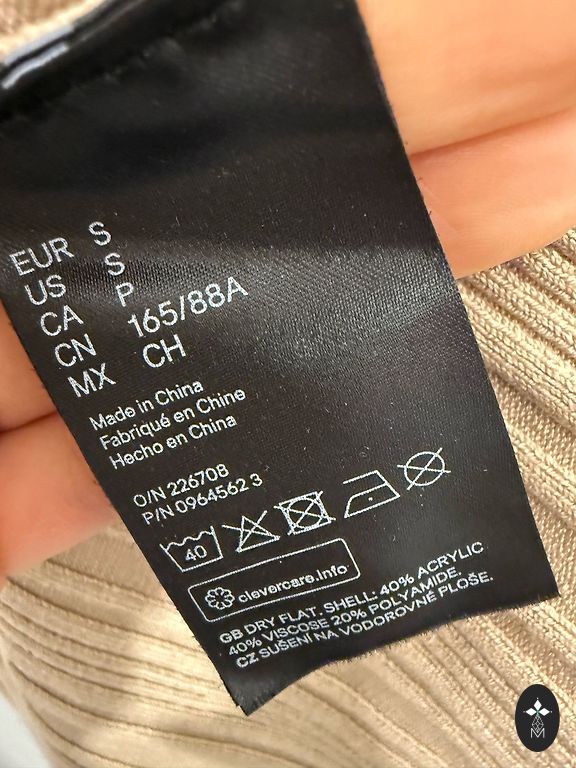 EUR S
US S
CA P
CN 165/88A
MX CH
Made in China
Fabriqué en Chine
Hecho en China
O/N 226708
P/N 0964562 3
40
clevercare.info
GB DRY FLAT. SHELL: 40% ACRYLIC
40% VISCOSE 20% POLYAMIDE.
CZ SUŠENÍ NA VODOROVNÉ PLOŠE.
M